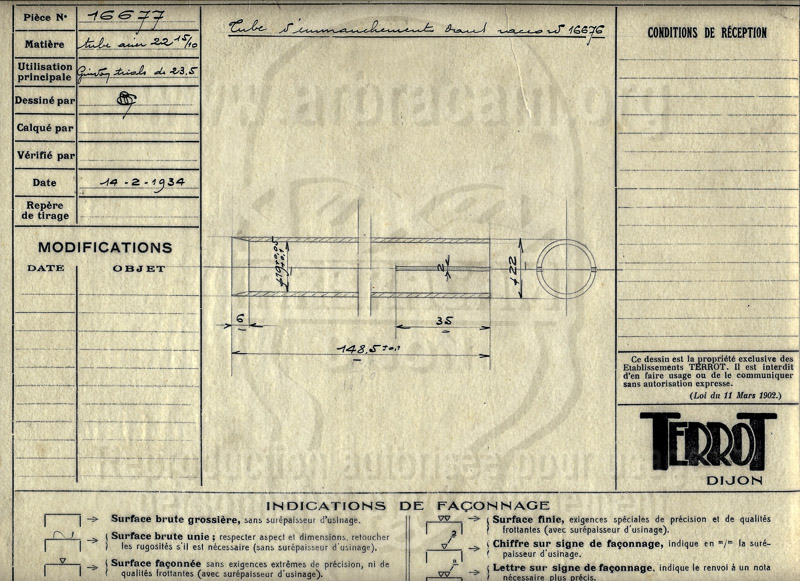 Pièce No 16677
Matière tube acier 22 15/10
Utilisation principale
Dessiné par
Calqué par
Vérifié par
Date 14-2-1934
Repère de tirage
MODIFICATIONS
DATE OBJET
Tube d'emmanchement raccord 16676
2
22
6
35
148,5 ±0,1
CONDITIONS DE RÉCEPTION
Ce dessin est la propriété exclusive des
Etablissements TERROT. Il est interdit
d'en faire usage ou de le communiquer
sans autorisation expresse.
(Loi du 11 Mars 1902.)
TERROT
DIJON
INDICATIONS DE FAÇONNAGE
Surface brute grossière, sans surépaisseur d'usinage.
Surface brute unie ; respecter aspect et dimensions, retoucher
les rugosités s'il est nécessaire (sans surépaisseur d'usinage).
Surface façonnée sans exigences extrêmes de précision, ni de
qualités frottantes (avec surépaisseur d'usinage).
Surface finie, exigences spéciales de précision et de qualités
frottantes (avec surépaisseur d'usinage).
Chiffre sur signe de façonnage, indique en m/m la suré-
paisseur d'usinage.
Lettre sur signe de façonnage, indique le renvoi à un nota
nécessaire plus précis.